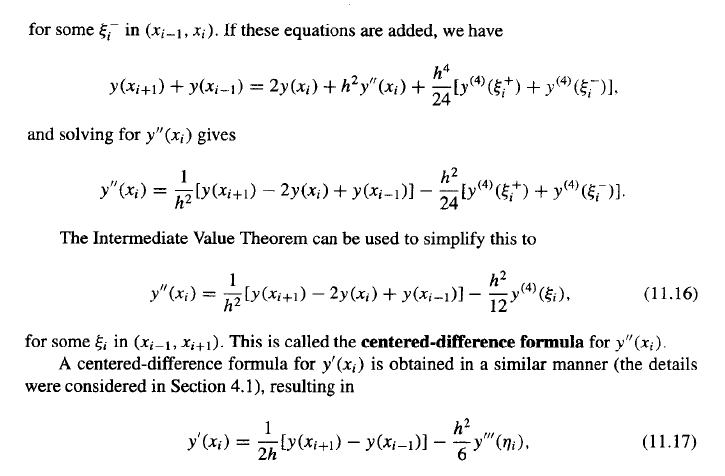 for some ξᵢ⁻ in (xᵢ₋₁, xᵢ). If these equations are added, we have
y(xᵢ₊₁) + y(xᵢ₋₁) = 2y(xᵢ) + h²y″(xᵢ) + h⁴/24 [y⁽⁴⁾(ξᵢ⁺) + y⁽⁴⁾(ξᵢ⁻)],
and solving for y″(xᵢ) gives
y″(xᵢ) = 1/h² [y(xᵢ₊₁) − 2y(xᵢ) + y(xᵢ₋₁)] − h²/24 [y⁽⁴⁾(ξᵢ⁺) + y⁽⁴⁾(ξᵢ⁻)].
The Intermediate Value Theorem can be used to simplify this to
y″(xᵢ) = 1/h² [y(xᵢ₊₁) − 2y(xᵢ) + y(xᵢ₋₁)] − h²/12 y⁽⁴⁾(ξᵢ), (11.16)
for some ξᵢ in (xᵢ₋₁, xᵢ₊₁). This is called the centered-difference formula for y″(xᵢ).
A centered-difference formula for y′(xᵢ) is obtained in a similar manner (the details
were considered in Section 4.1), resulting in
y′(xᵢ) = 1/2h [y(xᵢ₊₁) − y(xᵢ₋₁)] − h²/6 y‴(ηᵢ), (11.17)